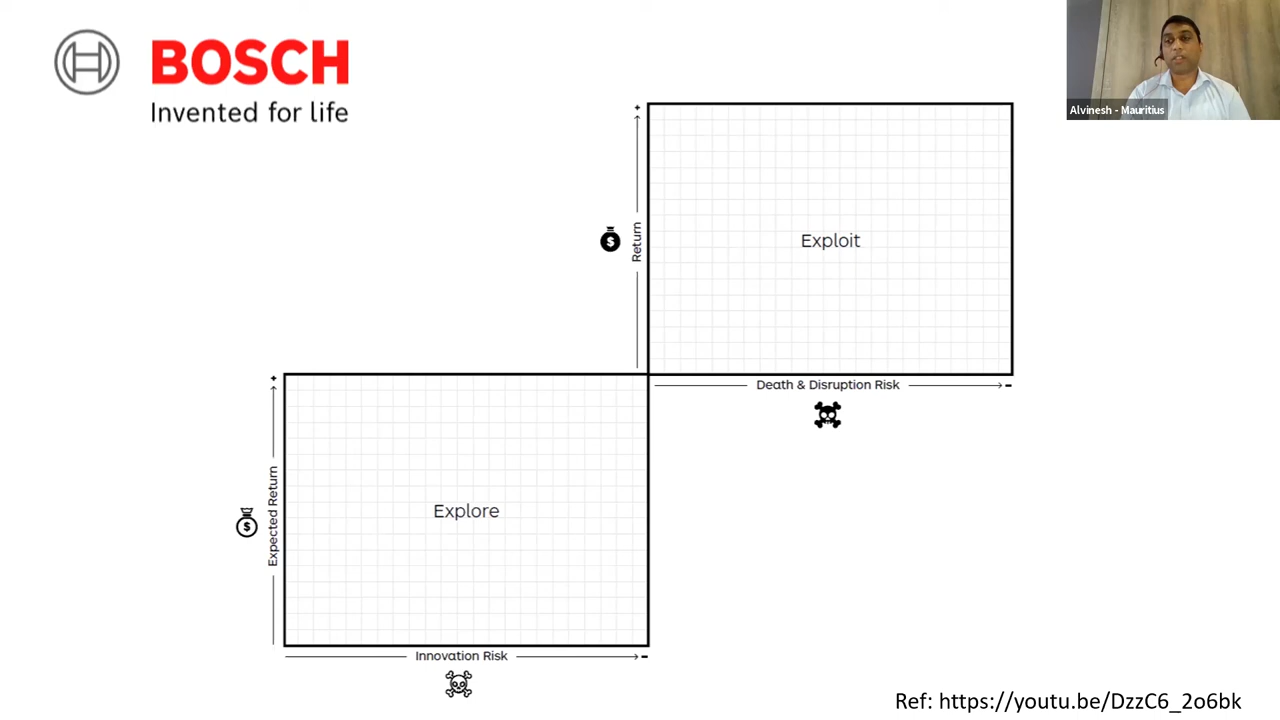 BOSCH
Invented for life
Alvinesh - Mauritius
+
Return
$
Exploit
Death & Disruption Risk
-
+
Expected Return
$
Explore
Innovation Risk
-
Ref: https://youtu.be/DzzC6_2o6bk